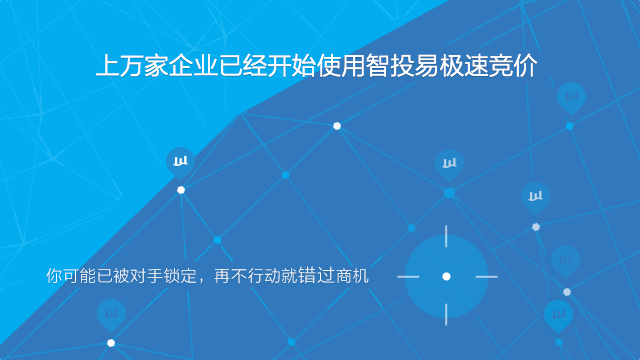 上万家企业已经开始使用智投易极速竞价
你可能已被对手锁定，再不行动就错过商机